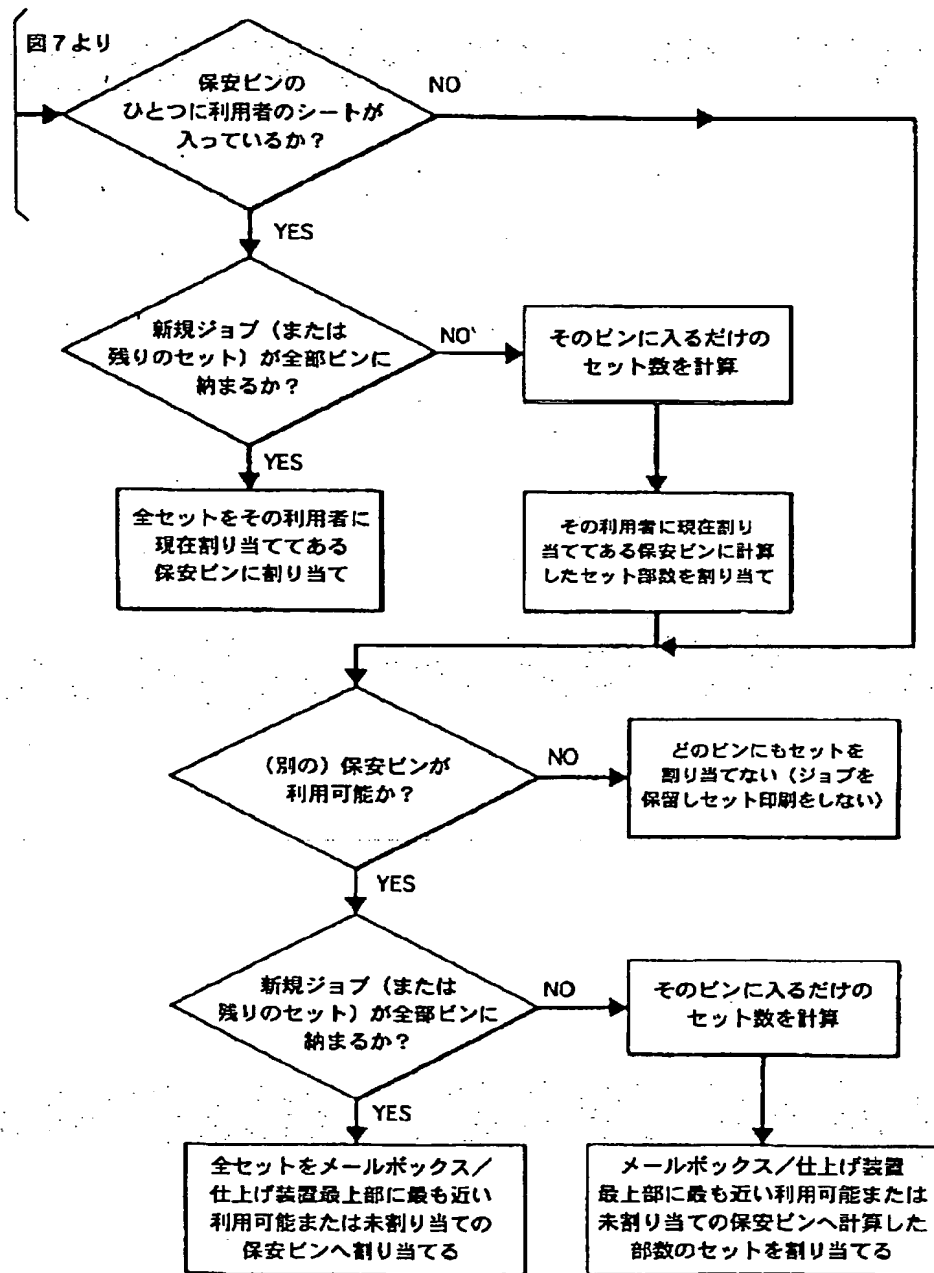 図7より
保安ビンの
ひとつに利用者のシートが
入っているか?
NO
YES
新規ジョブ(または
残りのセット)が全部ビンに
納まるか?
NO
そのビンに入るだけの
セット数を計算
YES
全セットをその利用者に
現在割り当ててある
保安ビンに割り当て
その利用者に現在割り
当ててある保安ビンに計算
したセット部数を割り当て
(別の)保安ビンが
利用可能か?
NO
どのビンにもセットを
割り当てない(ジョブを
保留しセット印刷をしない)
YES
新規ジョブ(または
残りのセット)が全部ビンに
納まるか?
NO
そのビンに入るだけの
セット数を計算
YES
全セットをメールボックス/
仕上げ装置最上部に最も近い
利用可能または未割り当ての
保安ビンへ割り当てる
メールボックス/仕上げ装置
最上部に最も近い利用可能または
未割り当ての保安ビンへ計算した
部数のセットを割り当てる